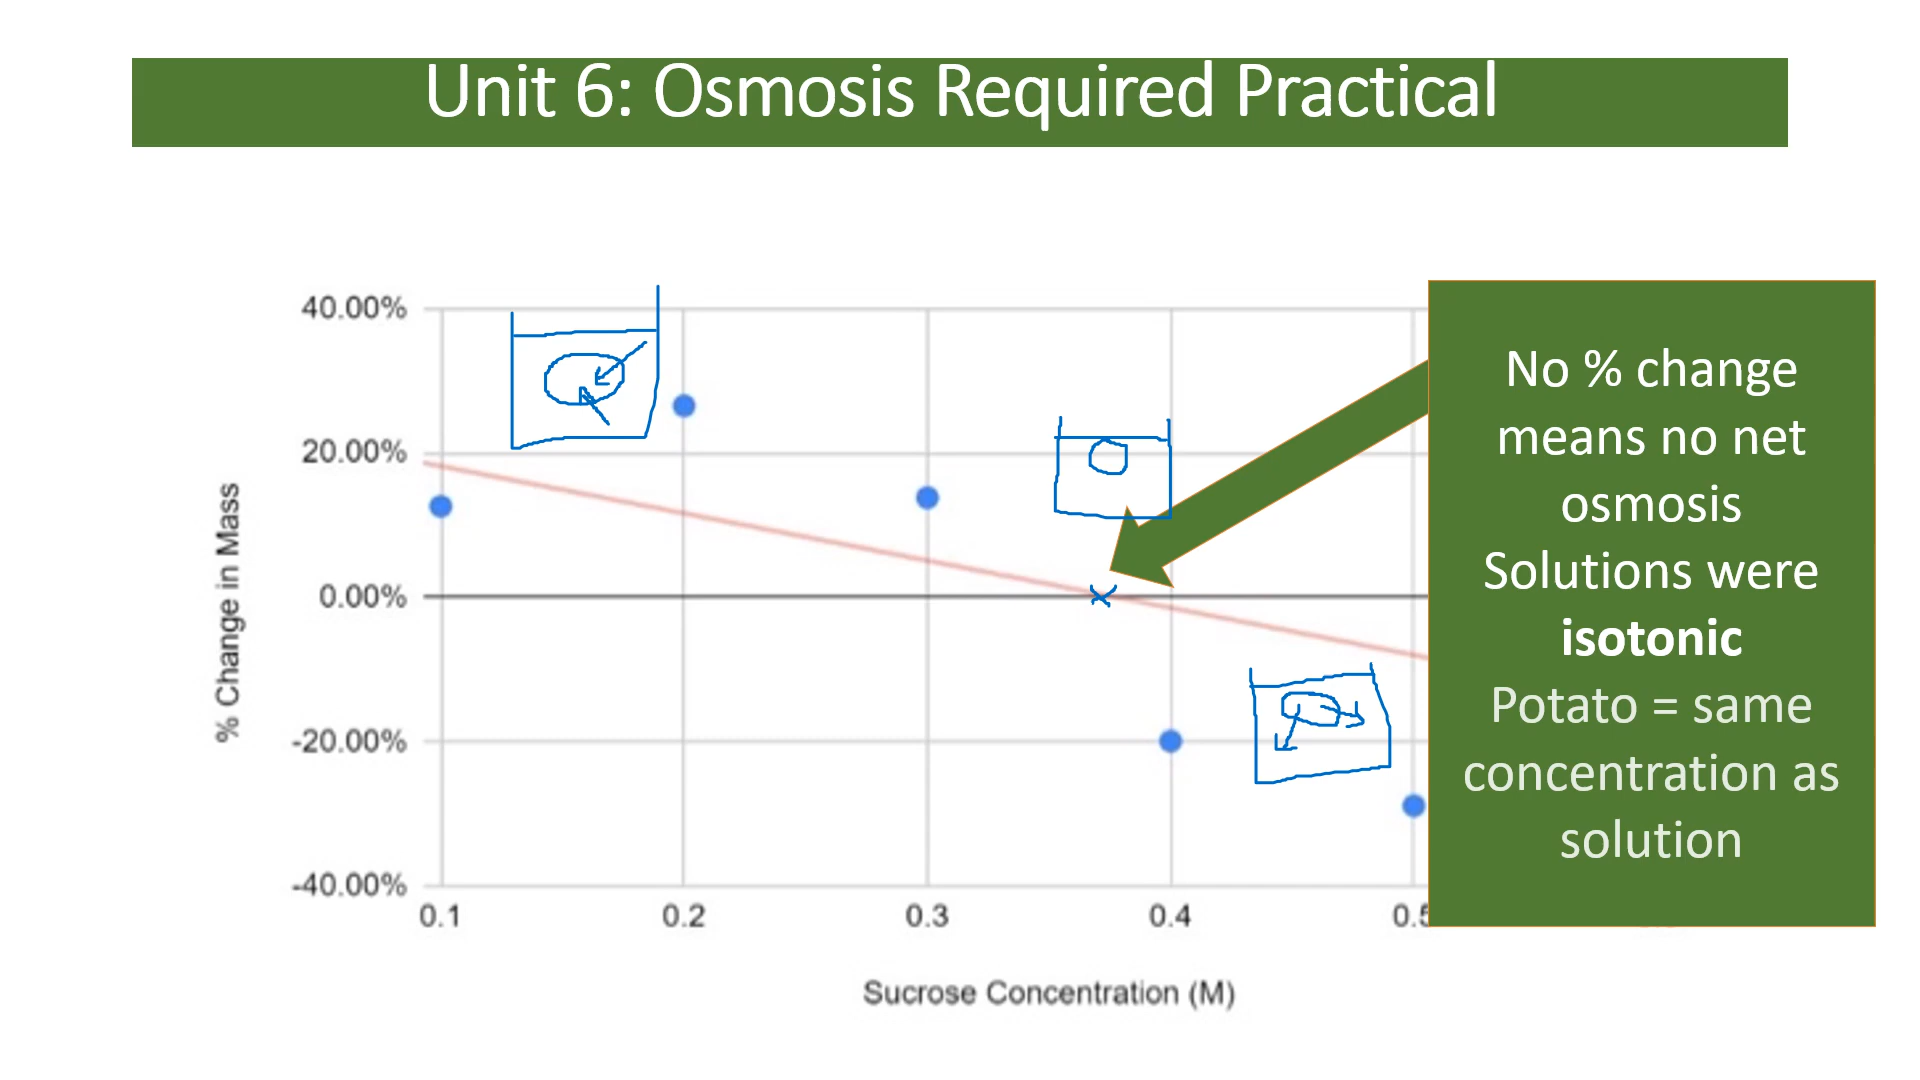 Unit 6: Osmosis Required Practical
40.00%
20.00%
0.00%
-20.00%
-40.00%
% Change in Mass
0.1
0.2
0.3
0.4
0.5
Sucrose Concentration (M)
No % change
means no net
osmosis
Solutions were
isotonic
Potato = same
concentration as
solution